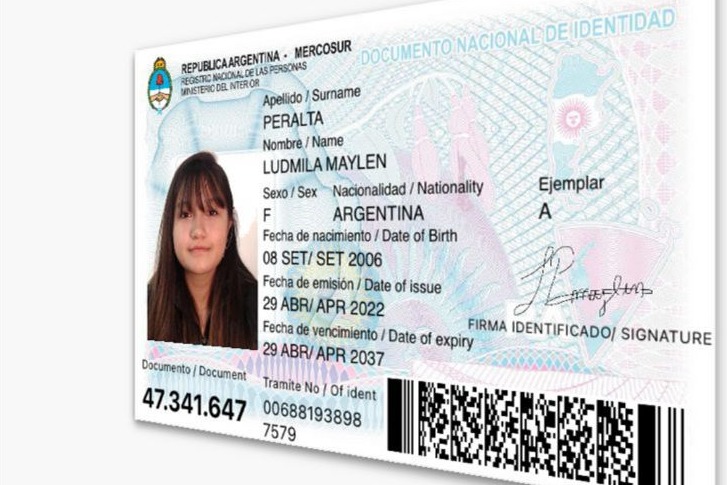 REPUBLICA ARGENTINA - MERCOSUR
REGISTRO NACIONAL DE LAS PERSONAS
MINISTERIO DEL INTERIOR
DOCUMENTO NACIONAL DE IDENTIDAD
Apellido / Surname
PERALTA
Nombre / Name
LUDMILA MAYLEN
Sexo / Sex Nacionalidad / Nationality Ejemplar
F ARGENTINA A
Fecha de nacimiento / Date of Birth
08 SET/ SET 2006
Fecha de emisión / Date of issue
29 ABR/ APR 2022
Fecha de vencimiento / Date of expiry
29 ABR/ APR 2037
FIRMA IDENTIFICADO/ SIGNATURE
Documento / Document
47.341.647
Tramite No / Of ident
00688193898
7579